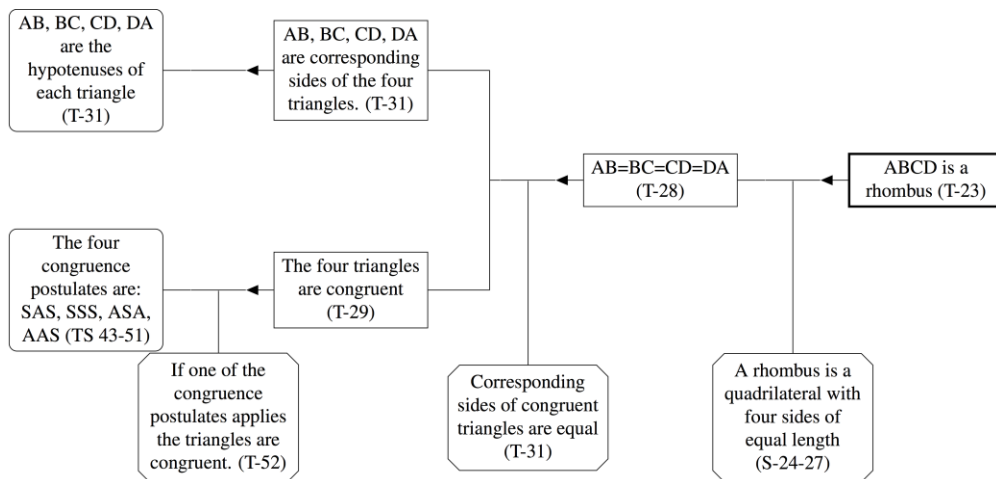 AB, BC, CD, DA
are the
hypotenuses of
each triangle
(T-31)
AB, BC, CD, DA
are corresponding
sides of the four
triangles. (T-31)
AB=BC=CD=DA
(T-28)
ABCD is a
rhombus (T-23)
The four
congruence
postulates are:
SAS, SSS, ASA,
AAS (TS 43-51)
The four triangles
are congruent
(T-29)
If one of the
congruence
postulates applies
the triangles are
congruent. (T-52)
Corresponding
sides of congruent
triangles are equal
(T-31)
A rhombus is a
quadrilateral with
four sides of
equal length
(S-24-27)